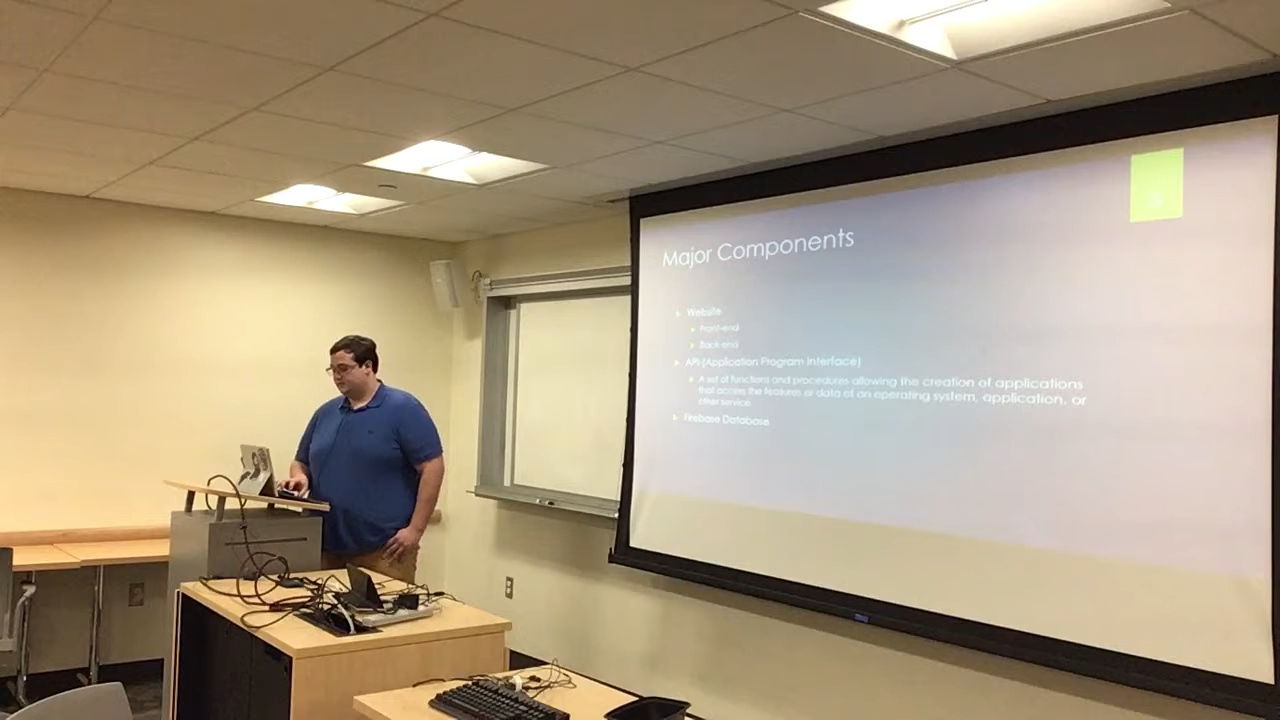 Major Components
Website
Front-end
Back-end
API (Application Program Interface)
A set of functions and procedures allowing the creation of applications
that access the features or data of an operating system, application, or
other service.
Firebase Database